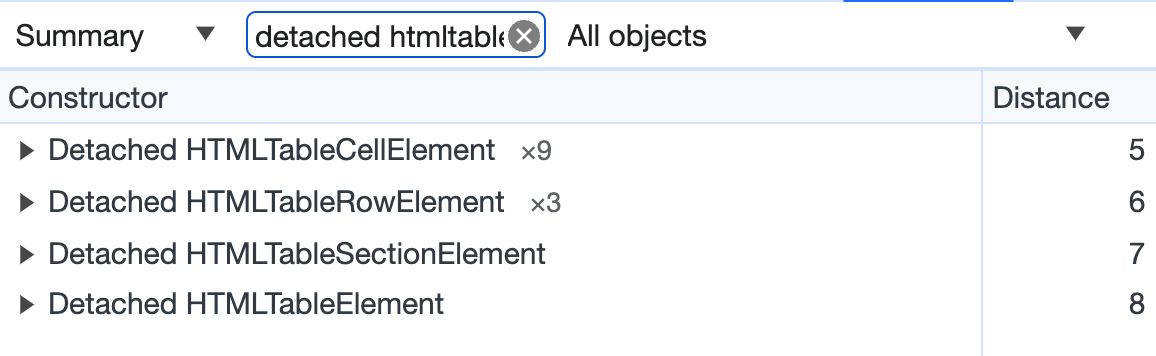 Summary detached htmltable All objects
Constructor Distance
Detached HTMLTableCellElement ×9 5
Detached HTMLTableRowElement ×3 6
Detached HTMLTableSectionElement 7
Detached HTMLTableElement 8